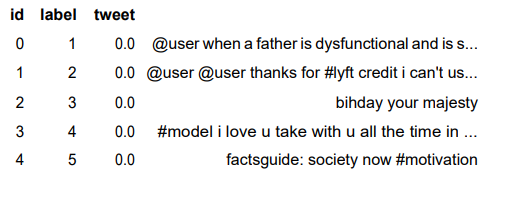 id label tweet
0 1 0.0 @user when a father is dysfunctional and is s...
1 2 0.0 @user @user thanks for #lyft credit i can't us...
2 3 0.0 bihday your majesty
3 4 0.0 #model i love u take with u all the time in ...
4 5 0.0 factsguide: society now #motivation